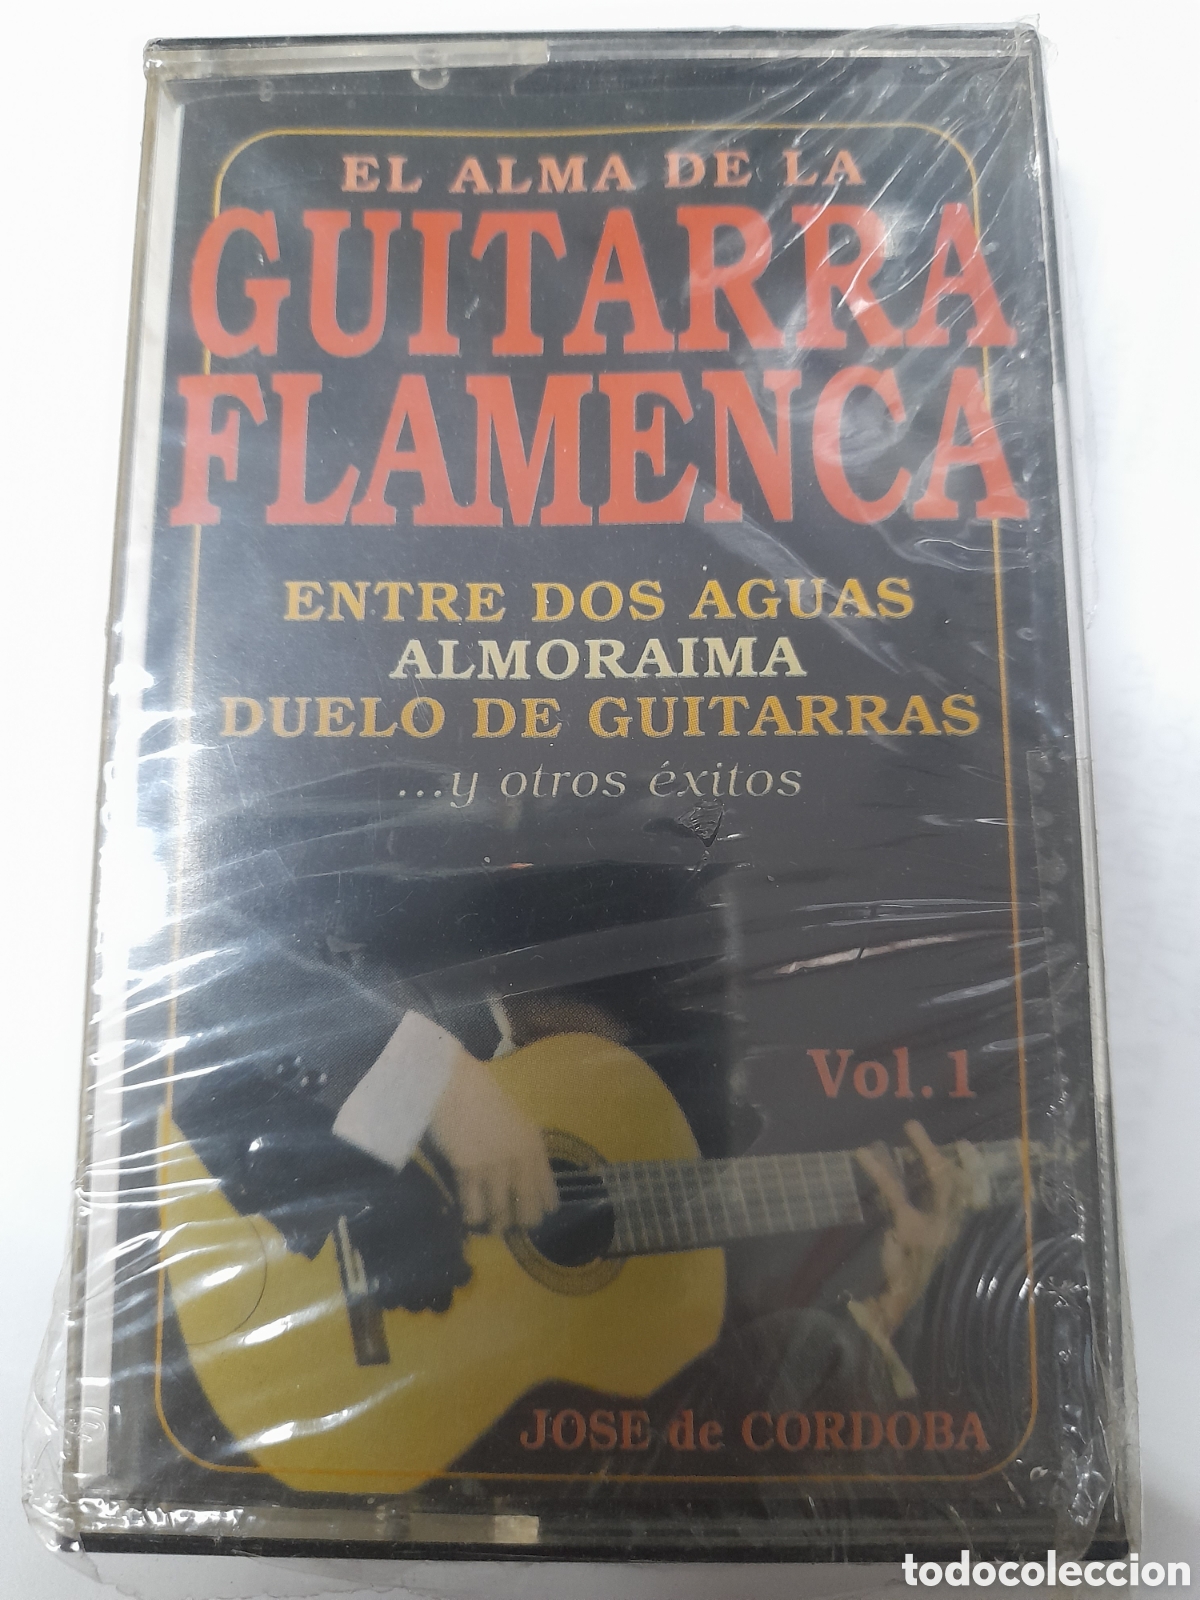 EL ALMA DE LA
GUITARRA
FLAMENCA
ENTRE DOS AGUAS
ALMORAIMA
DUELO DE GUITARRAS
...y otros éxitos
Vol. 1
JOSE de CORDOBA
todocoleccion